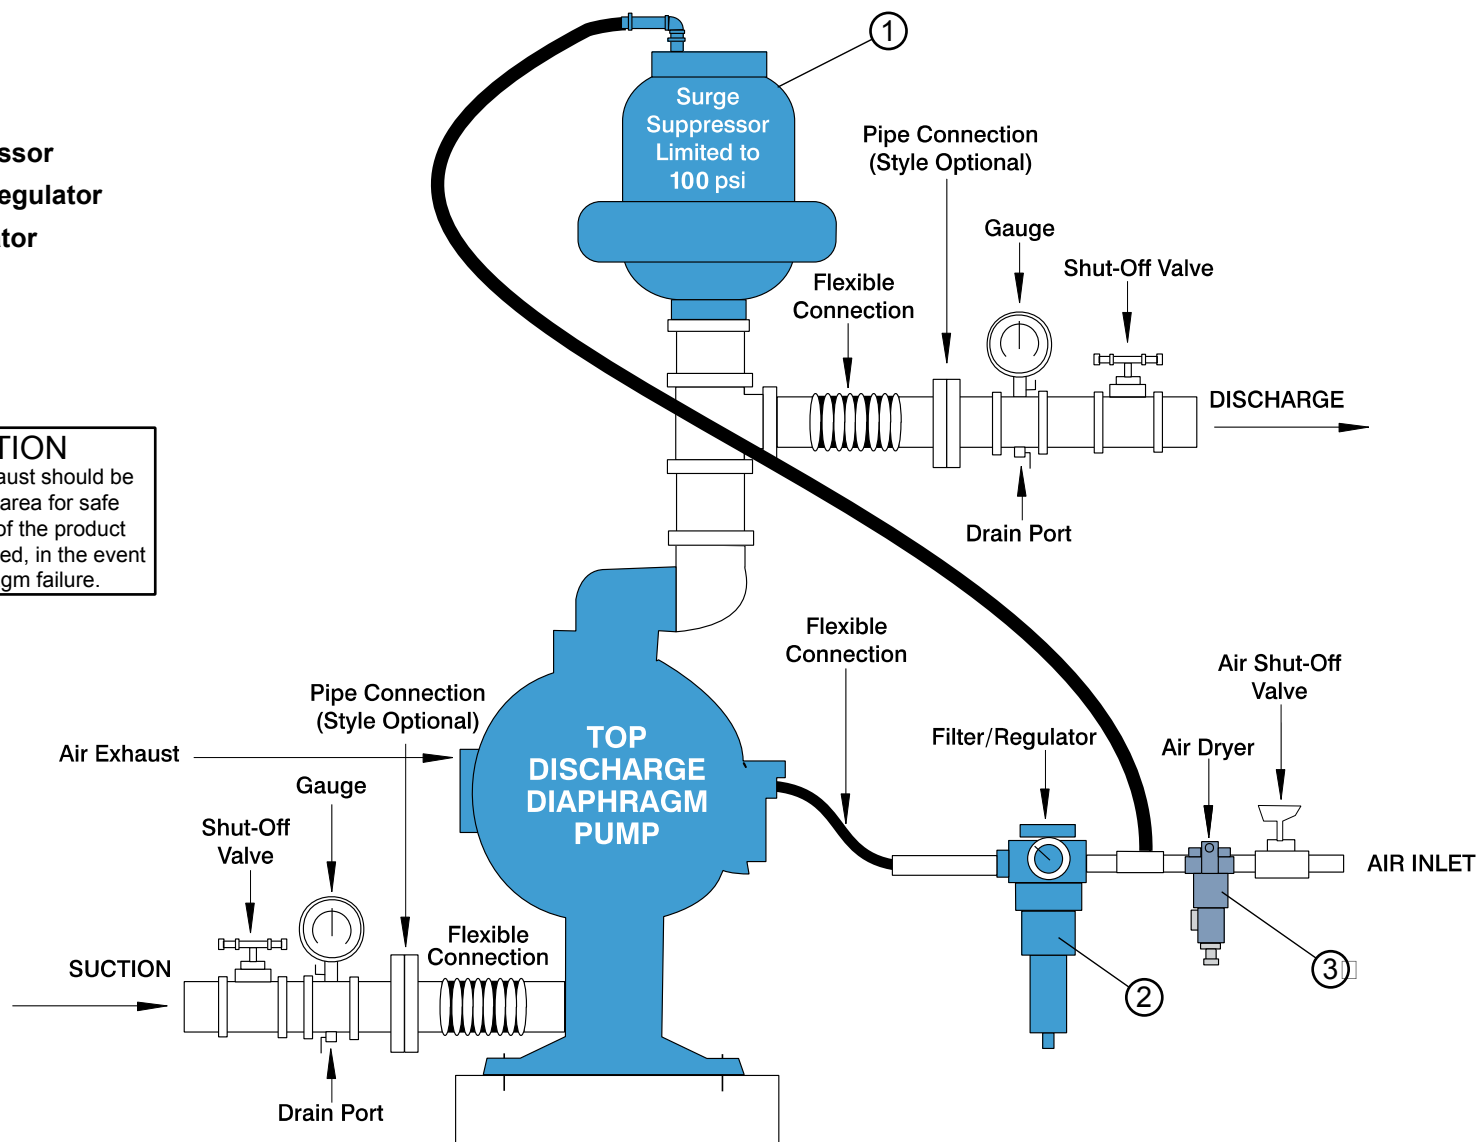 1
Surge
Suppressor
Limited to
100 psi
Pipe Connection
(Style Optional)
Gauge
Shut-Off Valve
Flexible
Connection
DISCHARGE
Drain Port
ssor
egulator
tor
TION
aust should be
area for safe
of the product
ed, in the event
gm failure.
Flexible
Connection
Air Shut-Off
Valve
Filter/Regulator
Air Dryer
AIR INLET
Pipe Connection
(Style Optional)
Air Exhaust
TOP
DISCHARGE
DIAPHRAGM
PUMP
Gauge
Shut-Off
Valve
Flexible
Connection
SUCTION
Drain Port
2
3